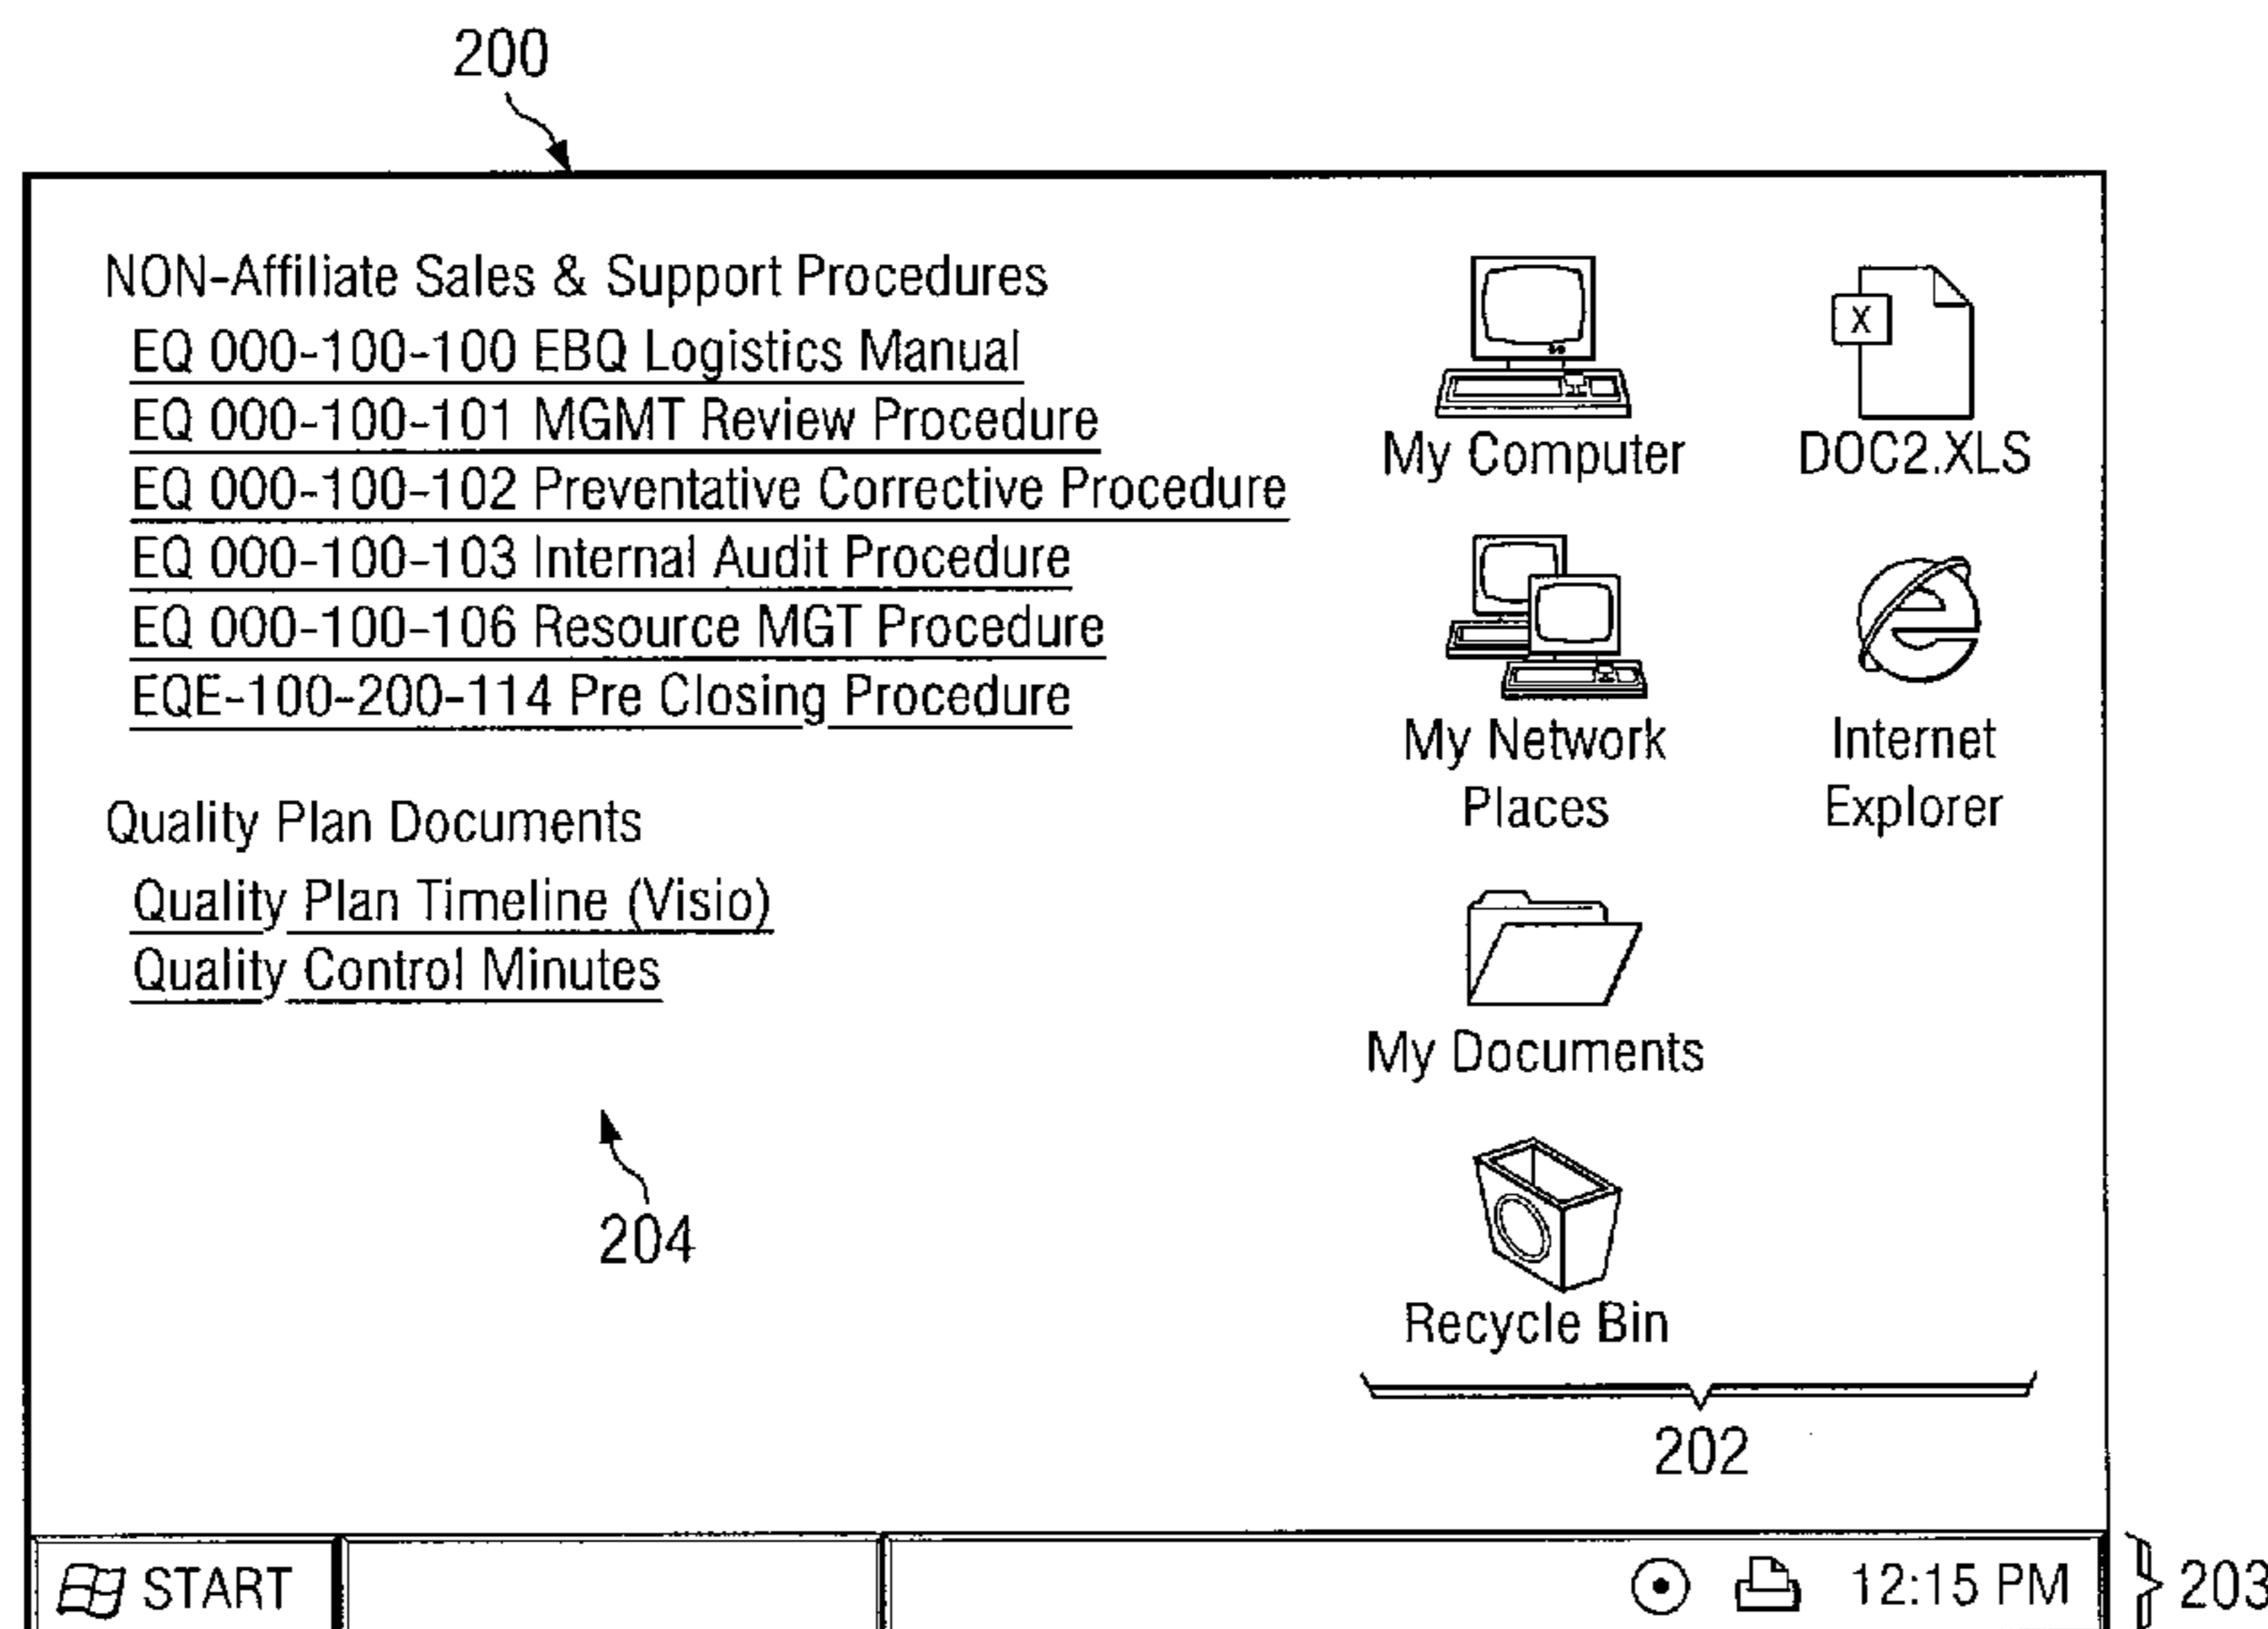 200
NON-Affiliate Sales & Support Procedures
EQ 000-100-100 EBQ Logistics Manual
EQ 000-100-101 MGMT Review Procedure
EQ 000-100-102 Preventative Corrective Procedure
EQ 000-100-103 Internal Audit Procedure
EQ 000-100-106 Resource MGT Procedure
EQE-100-200-114 Pre Closing Procedure
Quality Plan Documents
Quality Plan Timeline (Visio)
Quality Control Minutes
204
My Computer
X
DOC2.XLS
My Network
Places
Internet
Explorer
My Documents
Recycle Bin
202
START
12:15 PM
203